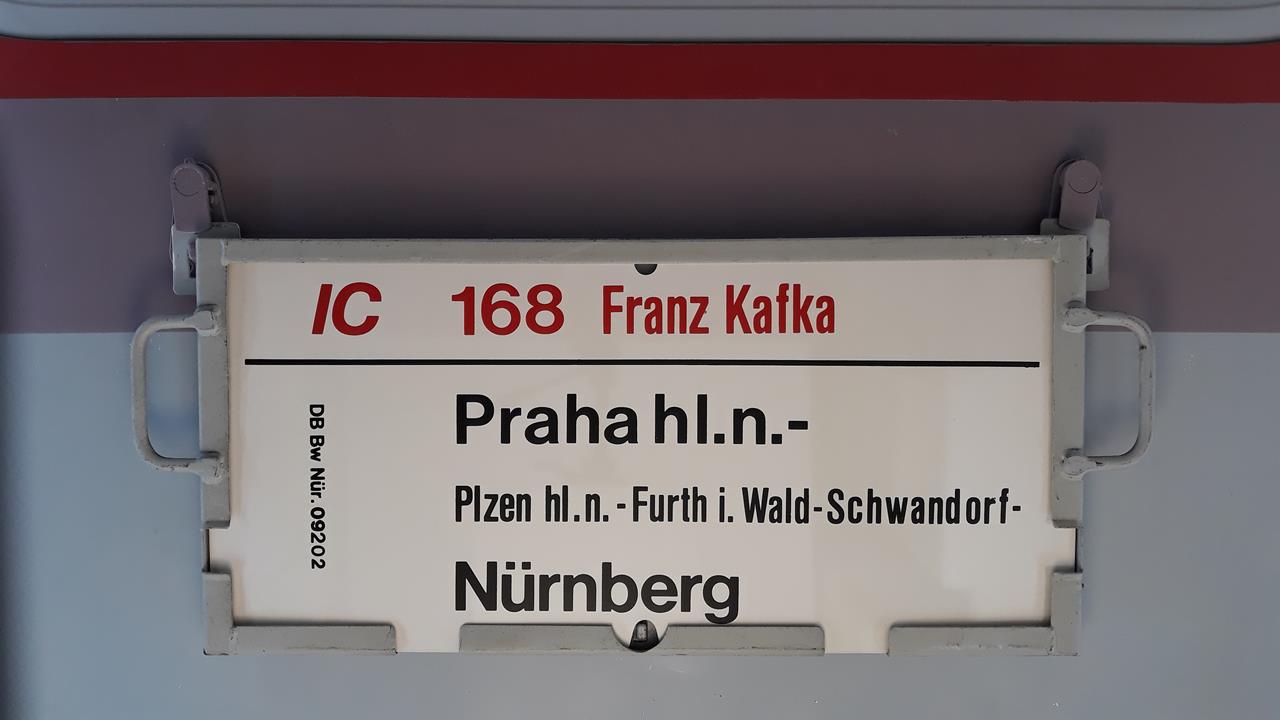 IC 168 Franz Kafka
Praha hl.n.-
Plzen hl.n.-Furth i. Wald-Schwandorf-
Nürnberg
DB Bw Nür. 09202